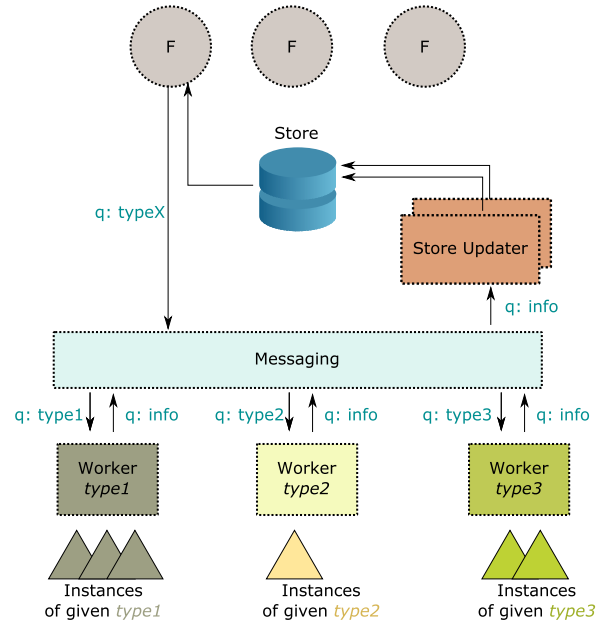 F
F
F
Store
q: typeX
Store Updater
q: info
Messaging
q: type1
q: info
q: type2
q: info
q: type3
q: info
Worker
type1
Worker
type2
Worker
type3
Instances
of given type1
Instances
of given type2
Instances
of given type3